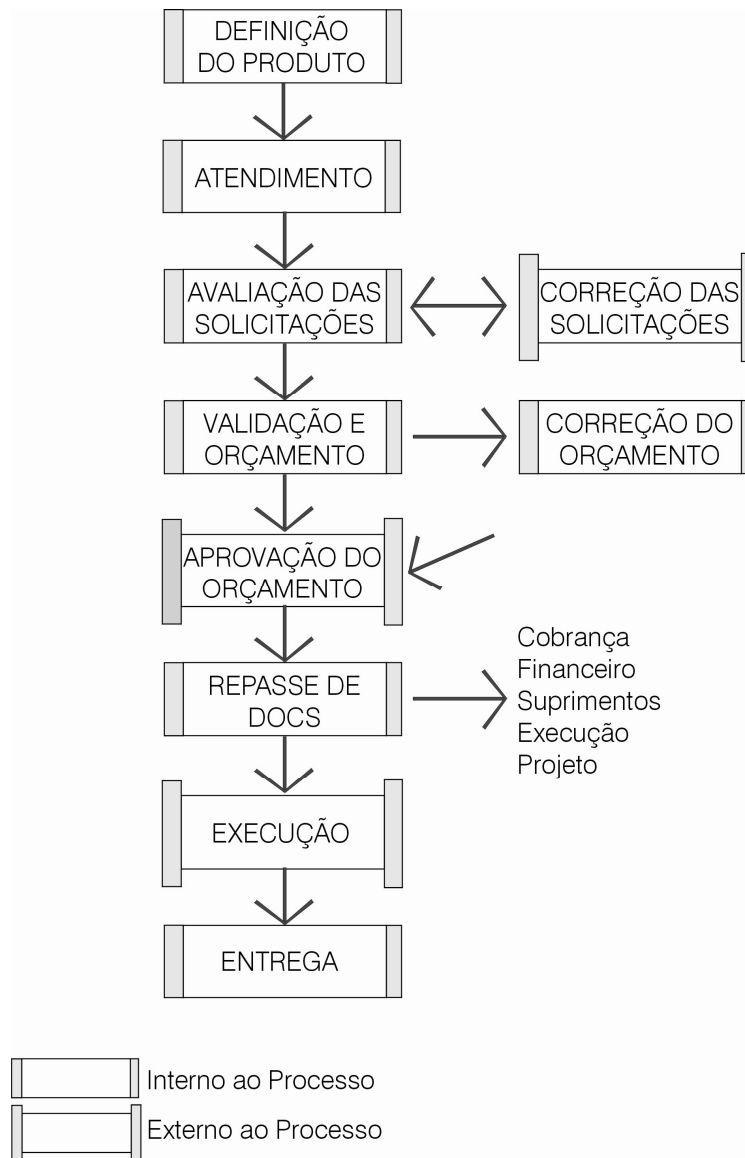 DEFINIÇÃO
DO PRODUTO
ATENDIMENTO
AVALIAÇÃO DAS
SOLICITAÇÕES
CORREÇÃO DAS
SOLICITAÇÕES
VALIDAÇÃO E
ORÇAMENTO
CORREÇÃO DO
ORÇAMENTO
APROVAÇÃO DO
ORÇAMENTO
REPASSE DE
DOCS
Cobrança
Financeiro
Suprimentos
Execução
Projeto
EXECUÇÃO
ENTREGA
Interno ao Processo
Externo ao Processo